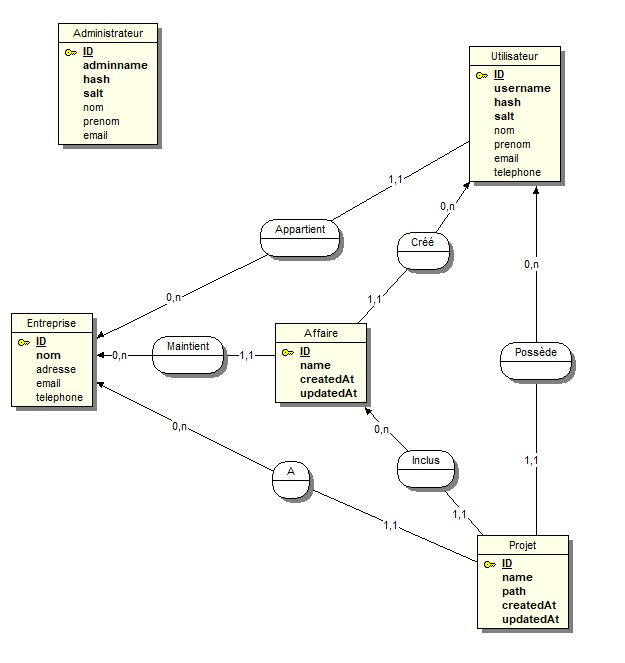 Administrateur
ID
adminname
hash
salt
nom
prenom
email
Utilisateur
ID
username
hash
salt
nom
prenom
email
telephone
1,1
Appartient
0,n
0,n
Créé
1,1
0,n
Possède
1,1
Entreprise
ID
nom
adresse
email
telephone
0,n
Maintient
1,1
Affaire
ID
name
createdAt
updatedAt
0,n
A
1,1
0,n
Inclus
1,1
Projet
ID
name
path
createdAt
updatedAt